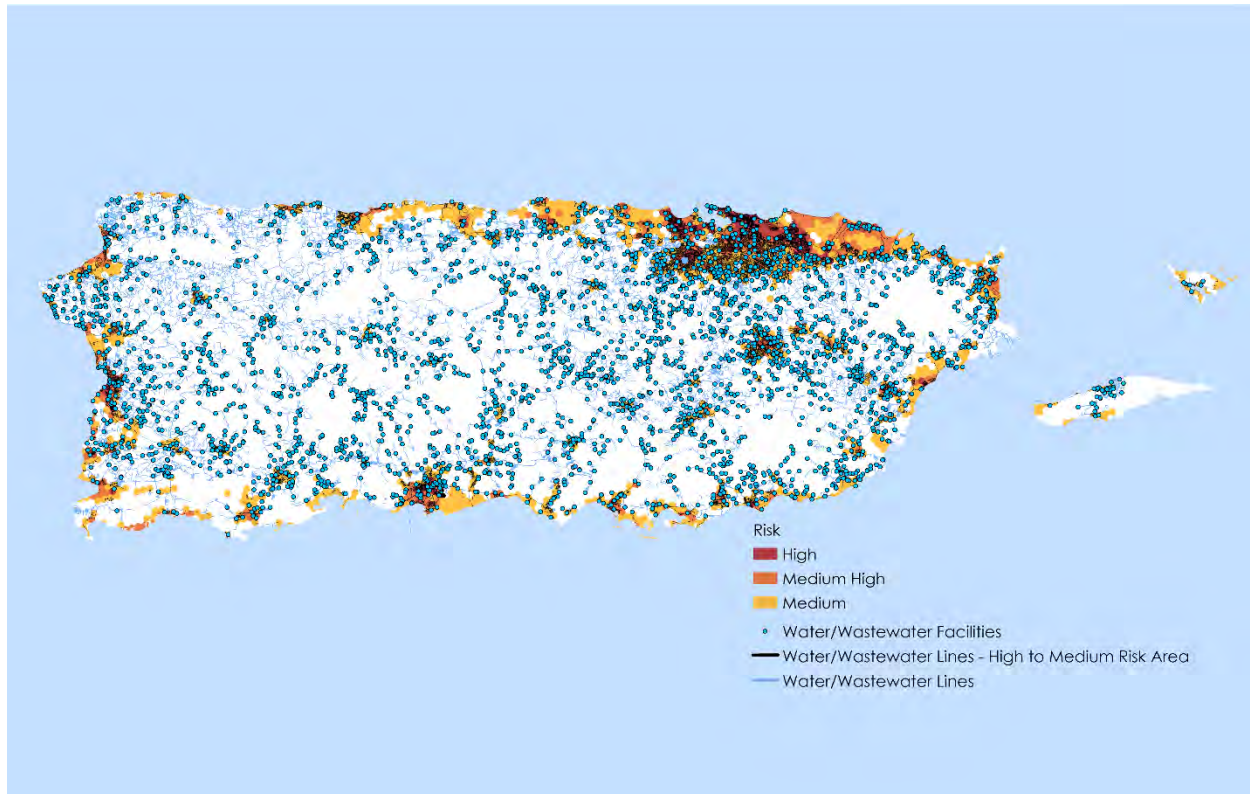 Risk
High
Medium High
Medium
Water/Wastewater Facilities
Water/Wastewater Lines - High to Medium Risk Area
Water/Wastewater Lines